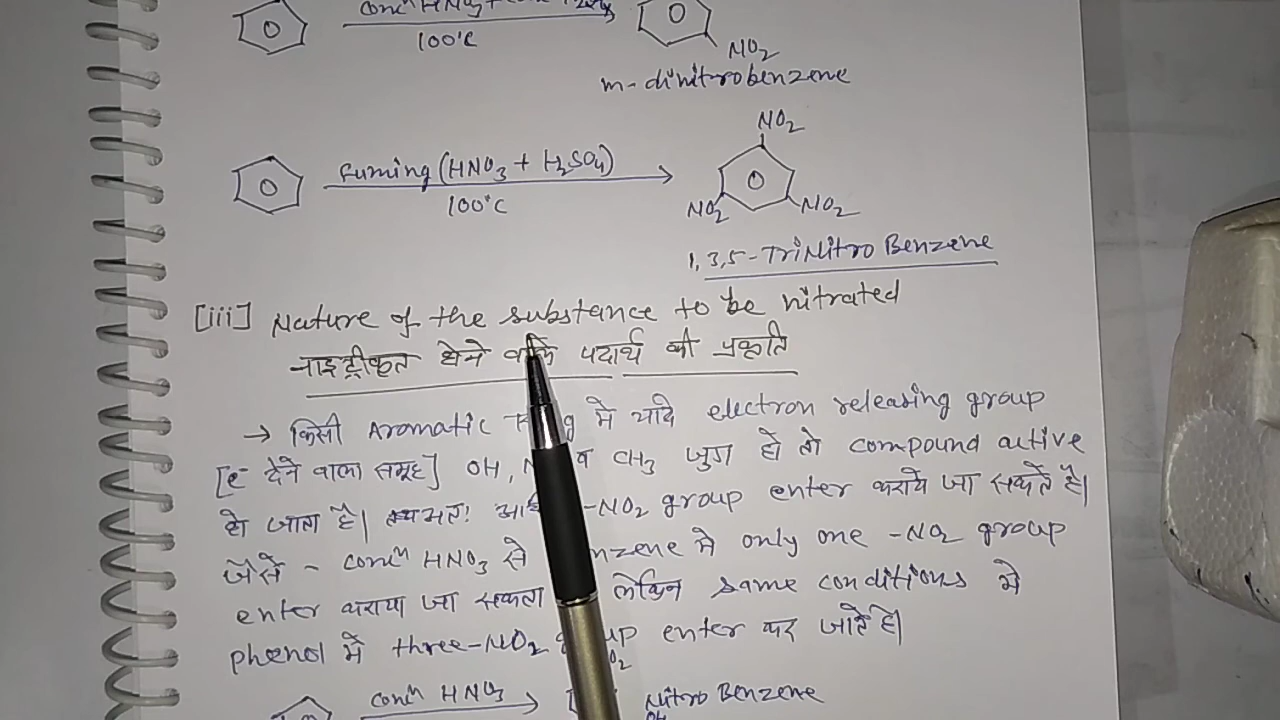 100°C
NO₂
m-dinitrobenzene
NO₂
fuming (HNO₃ + H₂SO₄)
100°C
NO₂
NO₂
1,3,5-TriNitro Benzene
[iii] Nature of the substance to be nitrated
नाइट्रीकृत होने वाले पदार्थ की प्रकृति
→ किसी Aromatic में यदि electron releasing group
[e⁻ देने वाला समूह] OH, व CH₃ जुड़ा हो तो compound active
हो जाता है। -NO₂ group enter कराये जा सकते है।
जैसे - concⁿ HNO₃ से में only one -NO₂ group
enter कराया जा सकता लेकिन same conditions में
phenol में three-NO₂ enter कर जाते है।
concⁿ HNO₃
Nitro Benzene
OH